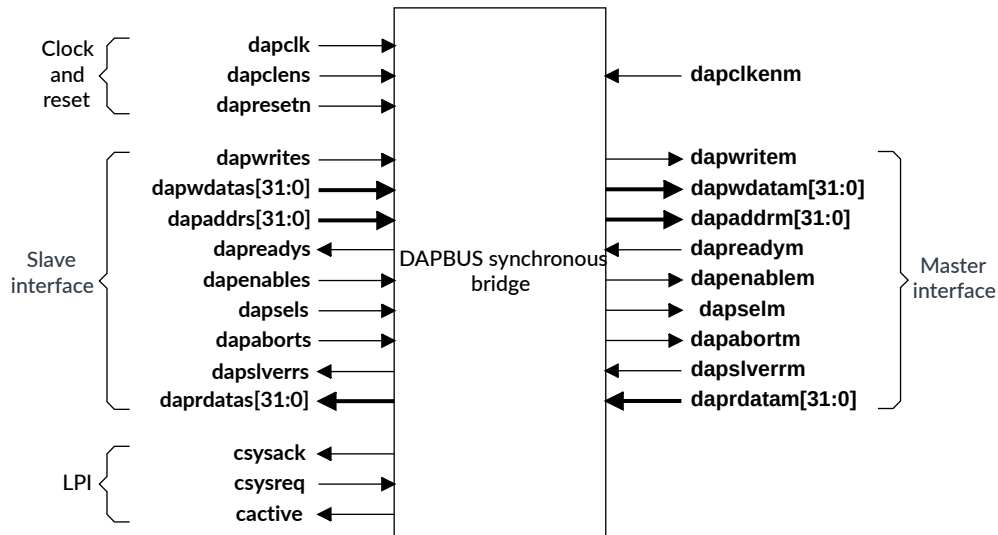 Clock
and
reset
dapclk
dapclens
dapresetn
dapclkenm
Slave
interface
dapwrites
dapwdatas[31:0]
dapaddrs[31:0]
dapreadys
dapenables
dapsels
dapaborts
dapslverrs
daprdatas[31:0]
DAPBUS synchronous
bridge
dapwritem
dapwdatam[31:0]
dapaddrm[31:0]
dapreadym
dapenablem
dapselm
dapabortm
dapslverrm
daprdatam[31:0]
Master
interface
LPI
csysack
csysreq
cactive